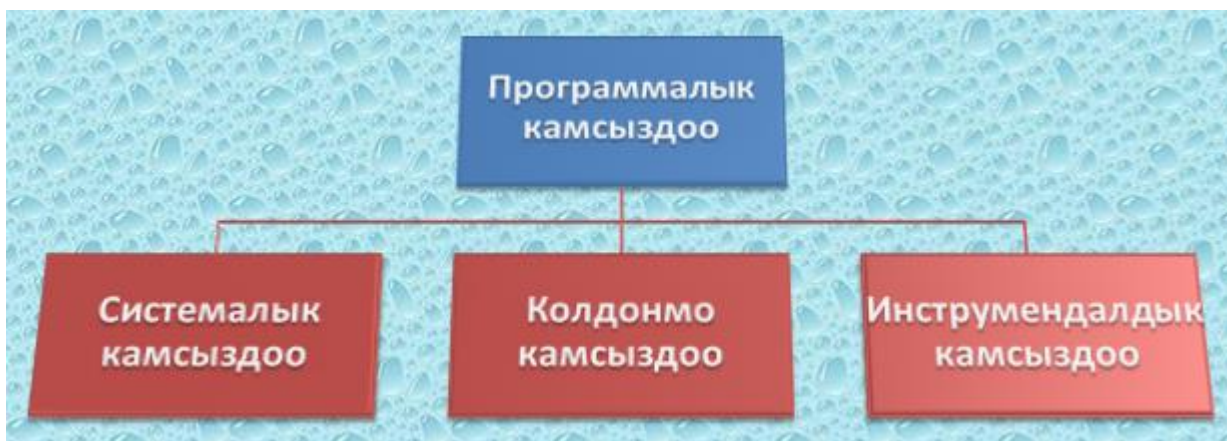 Программалык
камсыздоо
Системалык
камсыздоо
Колдонмо
камсыздоо
Инструмендалдык
камсыздоо